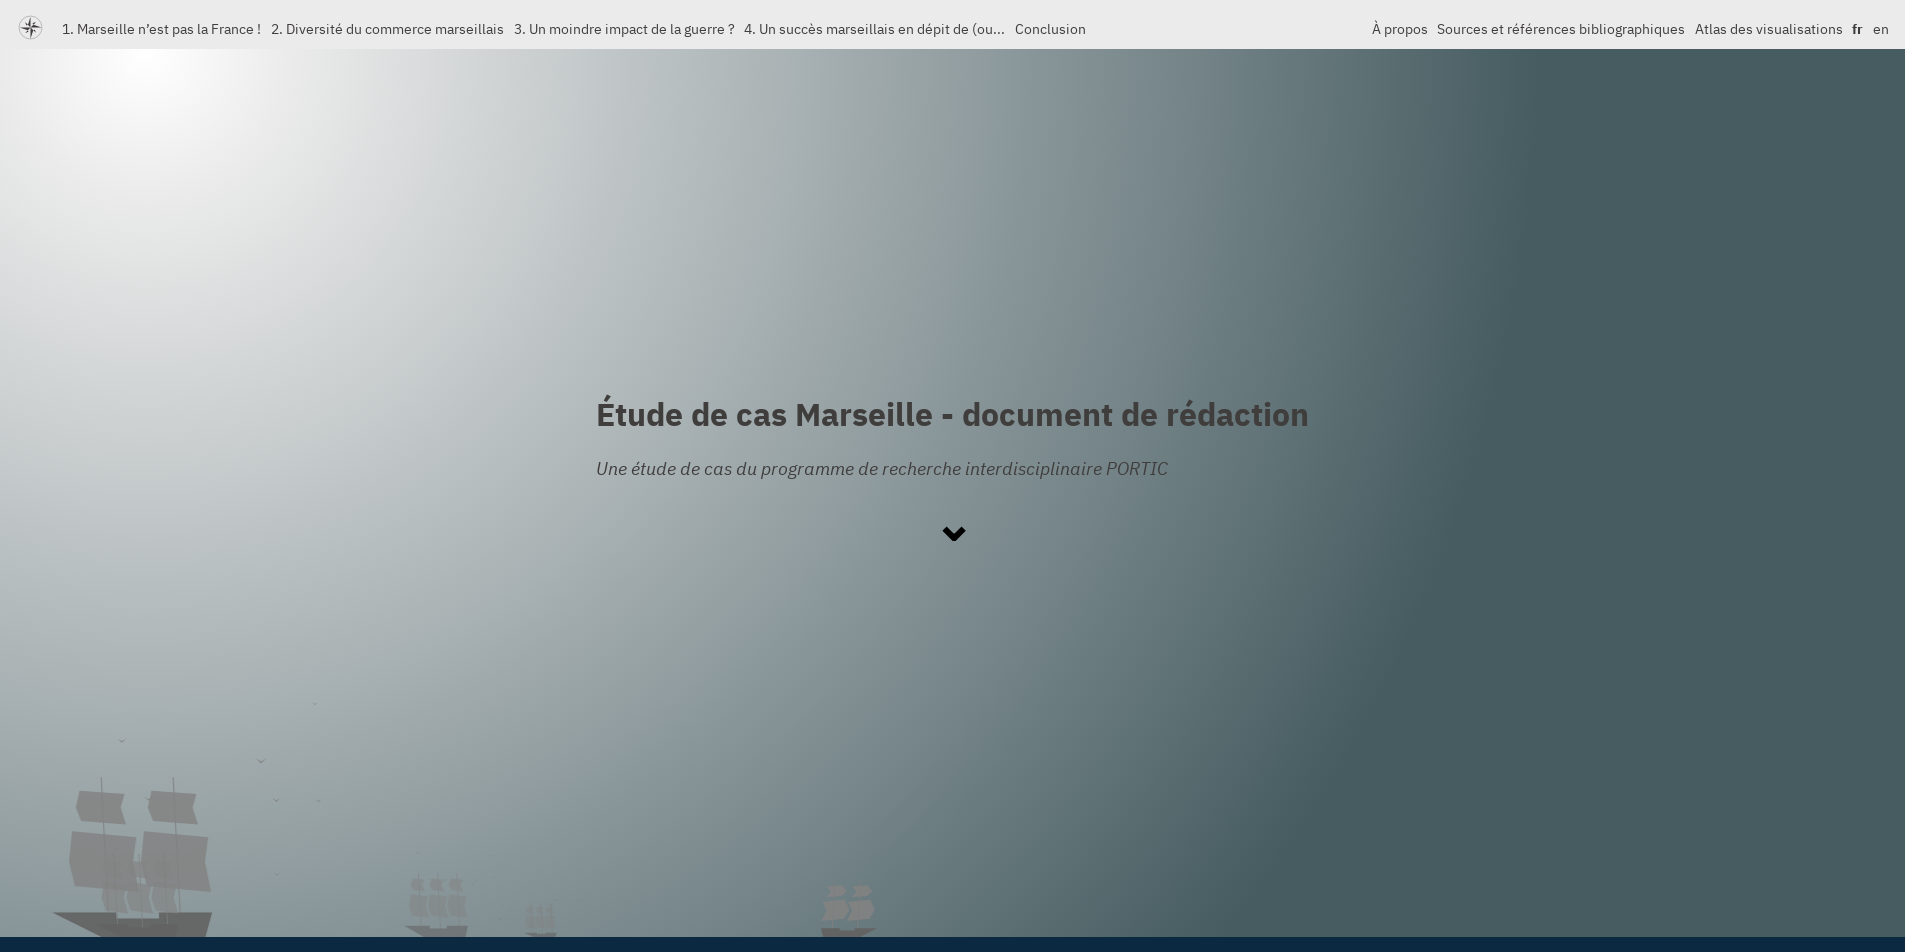 1. Marseille n’est pas la France ! 2. Diversité du commerce marseillais 3. Un moindre impact de la guerre ? 4. Un succès marseillais en dépit de (ou... Conclusion À propos Sources et références bibliographiques Atlas des visualisations fr en
Étude de cas Marseille - document de rédaction
Une étude de cas du programme de recherche interdisciplinaire PORTIC